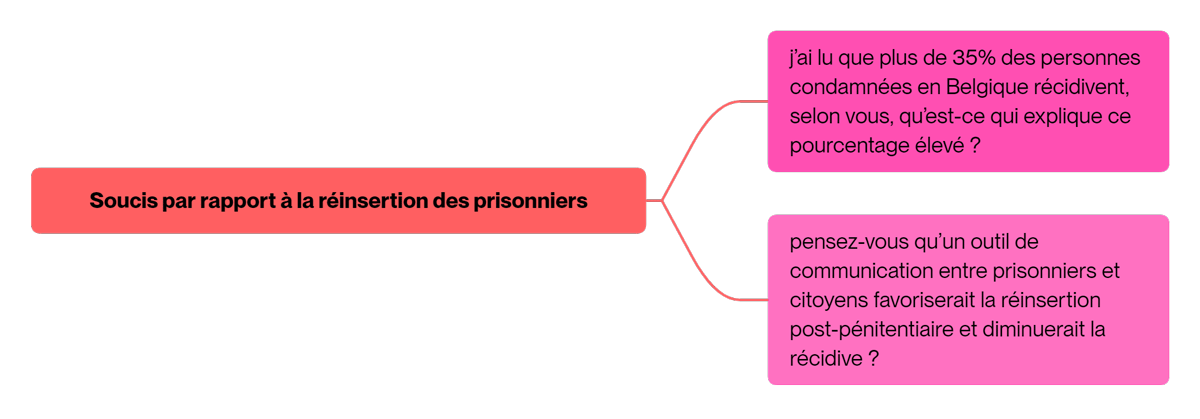 Soucis par rapport à la réinsertion des prisonniers
j’ai lu que plus de 35% des personnes
condamnées en Belgique récidivent,
selon vous, qu’est-ce qui explique ce
pourcentage élevé ?
pensez-vous qu’un outil de
communication entre prisonniers et
citoyens favoriserait la réinsertion
post-pénitentiaire et diminuerait la
récidive ?